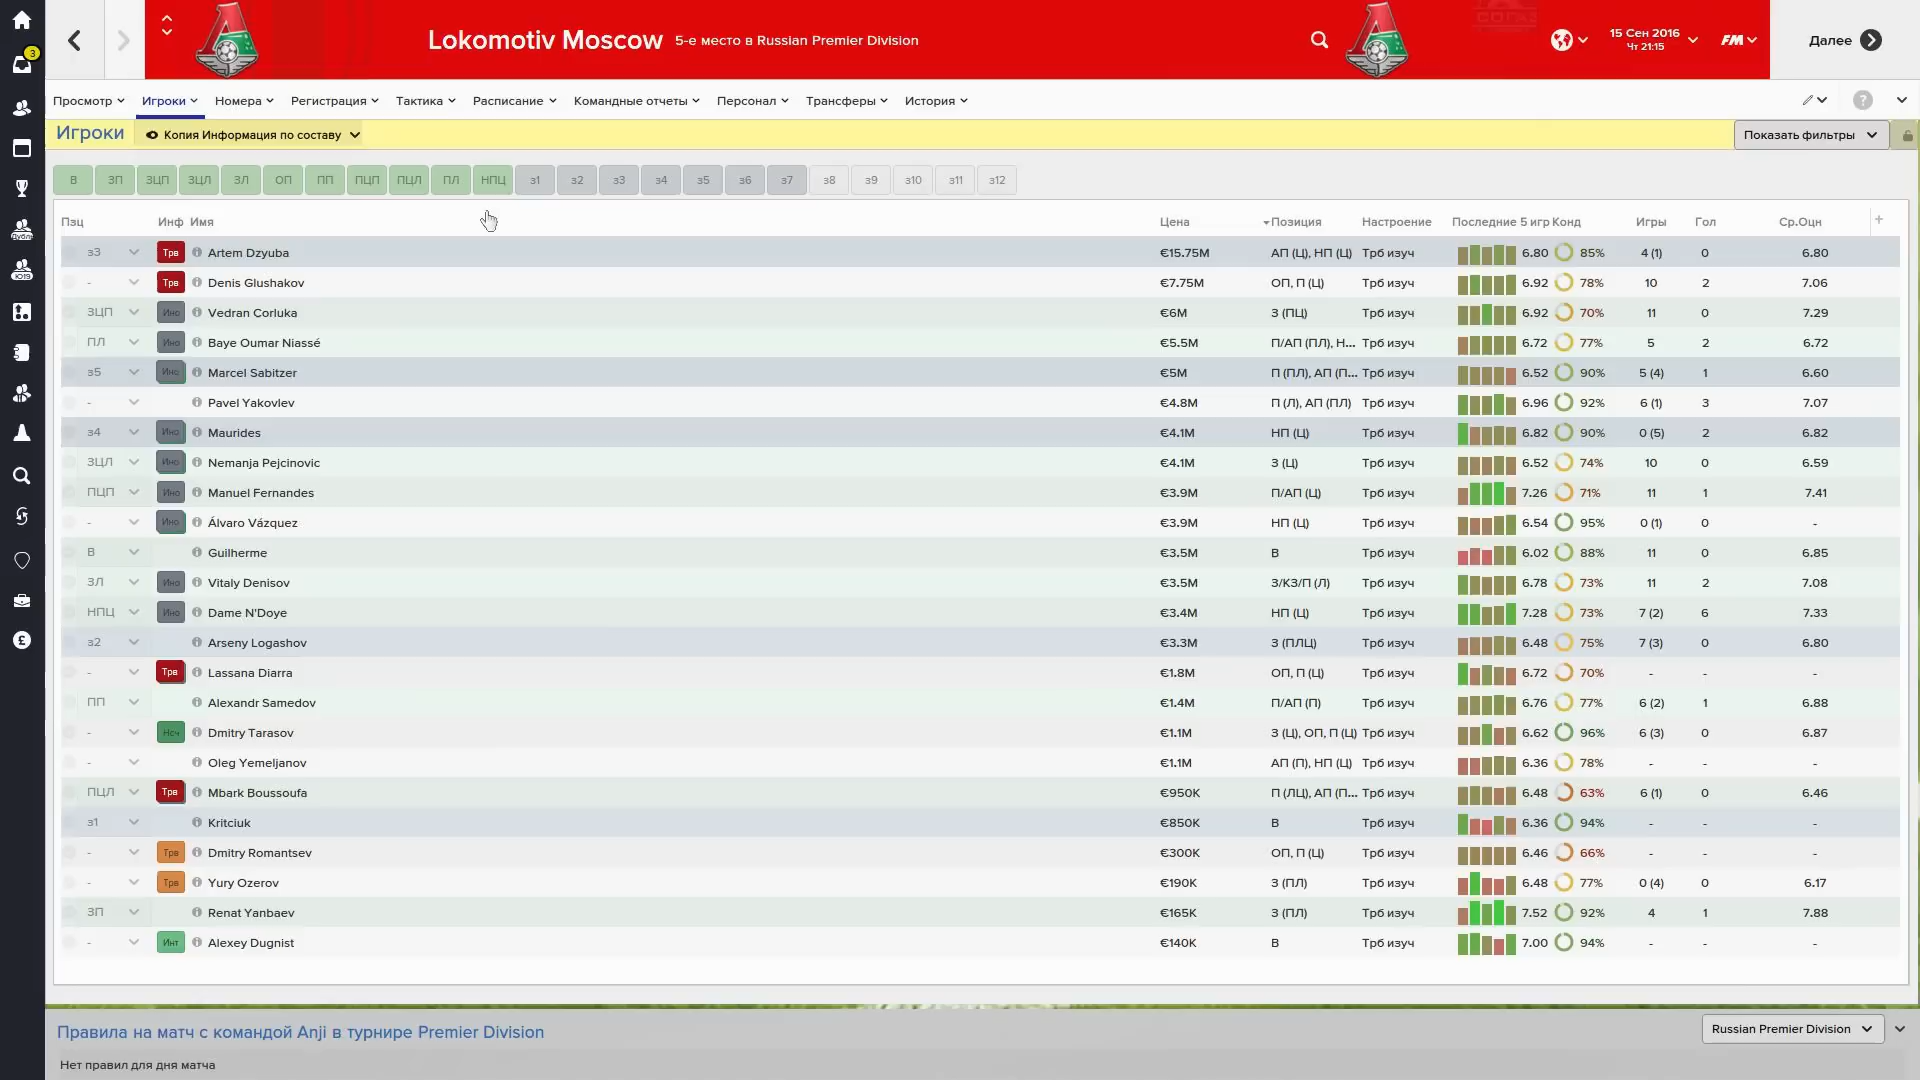 Lokomotiv Moscow 5-е место в Russian Premier Division
15 Сен 2016
Чт 21:15
FM
Далее
3
Просмотр Игроки Номера Регистрация Тактика Расписание Командные отчеты Персонал Трансферы История
Игроки Копия Информация по составу Показать фильтры
В ЗП ЗЦП ЗЦЛ ЗЛ ОП ПП ПЦП ПЦЛ ПЛ НПЦ з1 з2 з3 з4 з5 з6 з7 з8 з9 з10 з11 з12
Пзц Инф Имя Цена Позиция Настроение Последние 5 игр Конд Игры Гол Ср.Оцн +
з3 Трв Artem Dzyuba €15.75M АП (Ц), НП (Ц) Трб изуч 6.80 85% 4 (1) 0 6.80
- Трв Denis Glushakov €7.75M ОП, П (Ц) Трб изуч 6.92 78% 10 2 7.06
ЗЦП Ино Vedran Corluka €6M З (ПЦ) Трб изуч 6.92 70% 11 0 7.29
ПЛ Ино Baye Oumar Niassé €5.5M П/АП (ПЛ), Н... Трб изуч 6.72 77% 5 2 6.72
з5 Ино Marcel Sabitzer €5M П (ПЛ), АП (П... Трб изуч 6.52 90% 5 (4) 1 6.60
- Pavel Yakovlev €4.8M П (Л), АП (ПЛ) Трб изуч 6.96 92% 6 (1) 3 7.07
з4 Ино Maurides €4.1M НП (Ц) Трб изуч 6.82 90% 0 (5) 2 6.82
ЗЦЛ Ино Nemanja Pejcinovic €4.1M З (Ц) Трб изуч 6.52 74% 10 0 6.59
ПЦП Ино Manuel Fernandes €3.9M П/АП (Ц) Трб изуч 7.26 71% 11 1 7.41
- Ино Álvaro Vázquez €3.9M НП (Ц) Трб изуч 6.54 95% 0 (1) 0 -
В Guilherme €3.5M В Трб изуч 6.02 88% 11 0 6.85
ЗЛ Ино Vitaly Denisov €3.5M З/КЗ/П (Л) Трб изуч 6.78 73% 11 2 7.08
НПЦ Ино Dame N'Doye €3.4M НП (Ц) Трб изуч 7.28 73% 7 (2) 6 7.33
з2 Arseny Logashov €3.3M З (ПЛЦ) Трб изуч 6.48 75% 7 (3) 0 6.80
- Трв Lassana Diarra €1.8M ОП, П (Ц) Трб изуч 6.72 70% - - -
ПП Alexandr Samedov €1.4M П/АП (П) Трб изуч 6.76 77% 6 (2) 1 6.88
- Нсч Dmitry Tarasov €1.1M З (Ц), ОП, П (Ц) Трб изуч 6.62 96% 6 (3) 0 6.87
- Oleg Yemeljanov €1.1M АП (П), НП (Ц) Трб изуч 6.36 78% - - -
ПЦЛ Трв Mbark Boussoufa €950K П (ЛЦ), АП (П... Трб изуч 6.48 63% 6 (1) 0 6.46
з1 Kritciuk €850K В Трб изуч 6.36 94% - - -
- Трв Dmitry Romantsev €300K ОП, П (Ц) Трб изуч 6.46 66% - - -
- Трв Yury Ozerov €190K З (ПЛ) Трб изуч 6.48 77% 0 (4) 0 6.17
ЗП Renat Yanbaev €165K З (ПЛ) Трб изуч 7.52 92% 4 1 7.88
- Инт Alexey Dugnist €140K В Трб изуч 7.00 94% - - -
Правила на матч с командой Anji в турнире Premier Division Russian Premier Division
Нет правил для дня матча